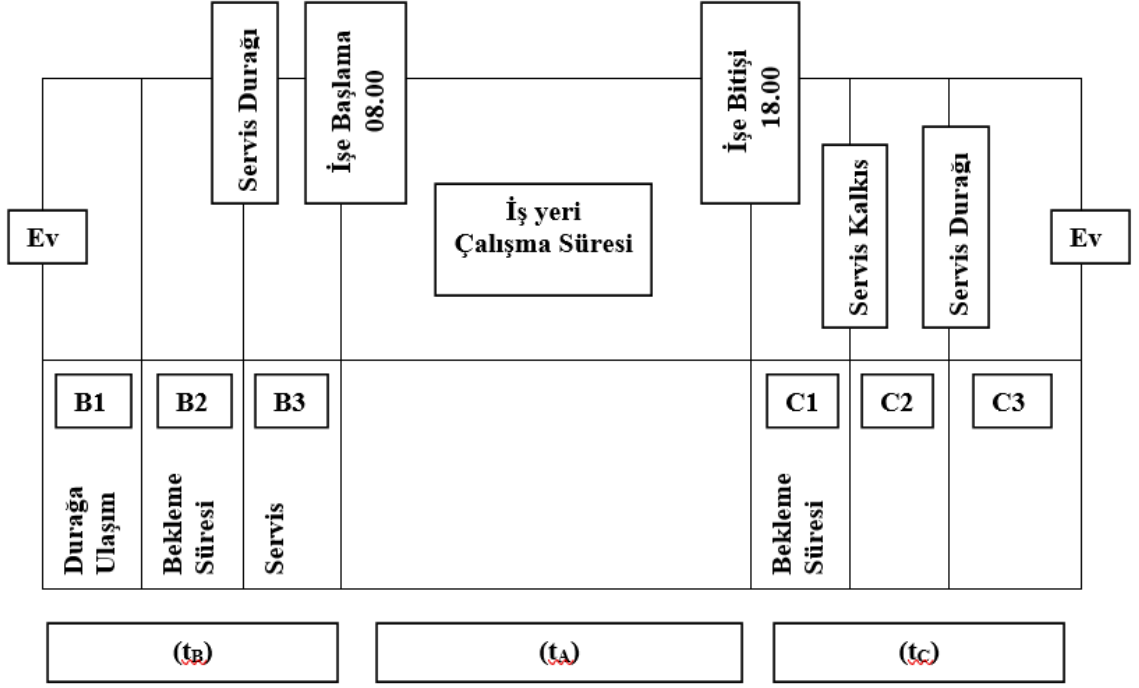 Servis Durağı
İşe Başlama
08.00
İşe Bitişi
18.00
Ev
İş yeri
Çalışma Süresi
Servis Kalkıs
Servis Durağı
Ev
B1
B2
B3
C1
C2
C3
Durağa
Ulaşım
Bekleme
Süresi
Servis
Bekleme
Süresi
(tB)
(tA)
(tC)